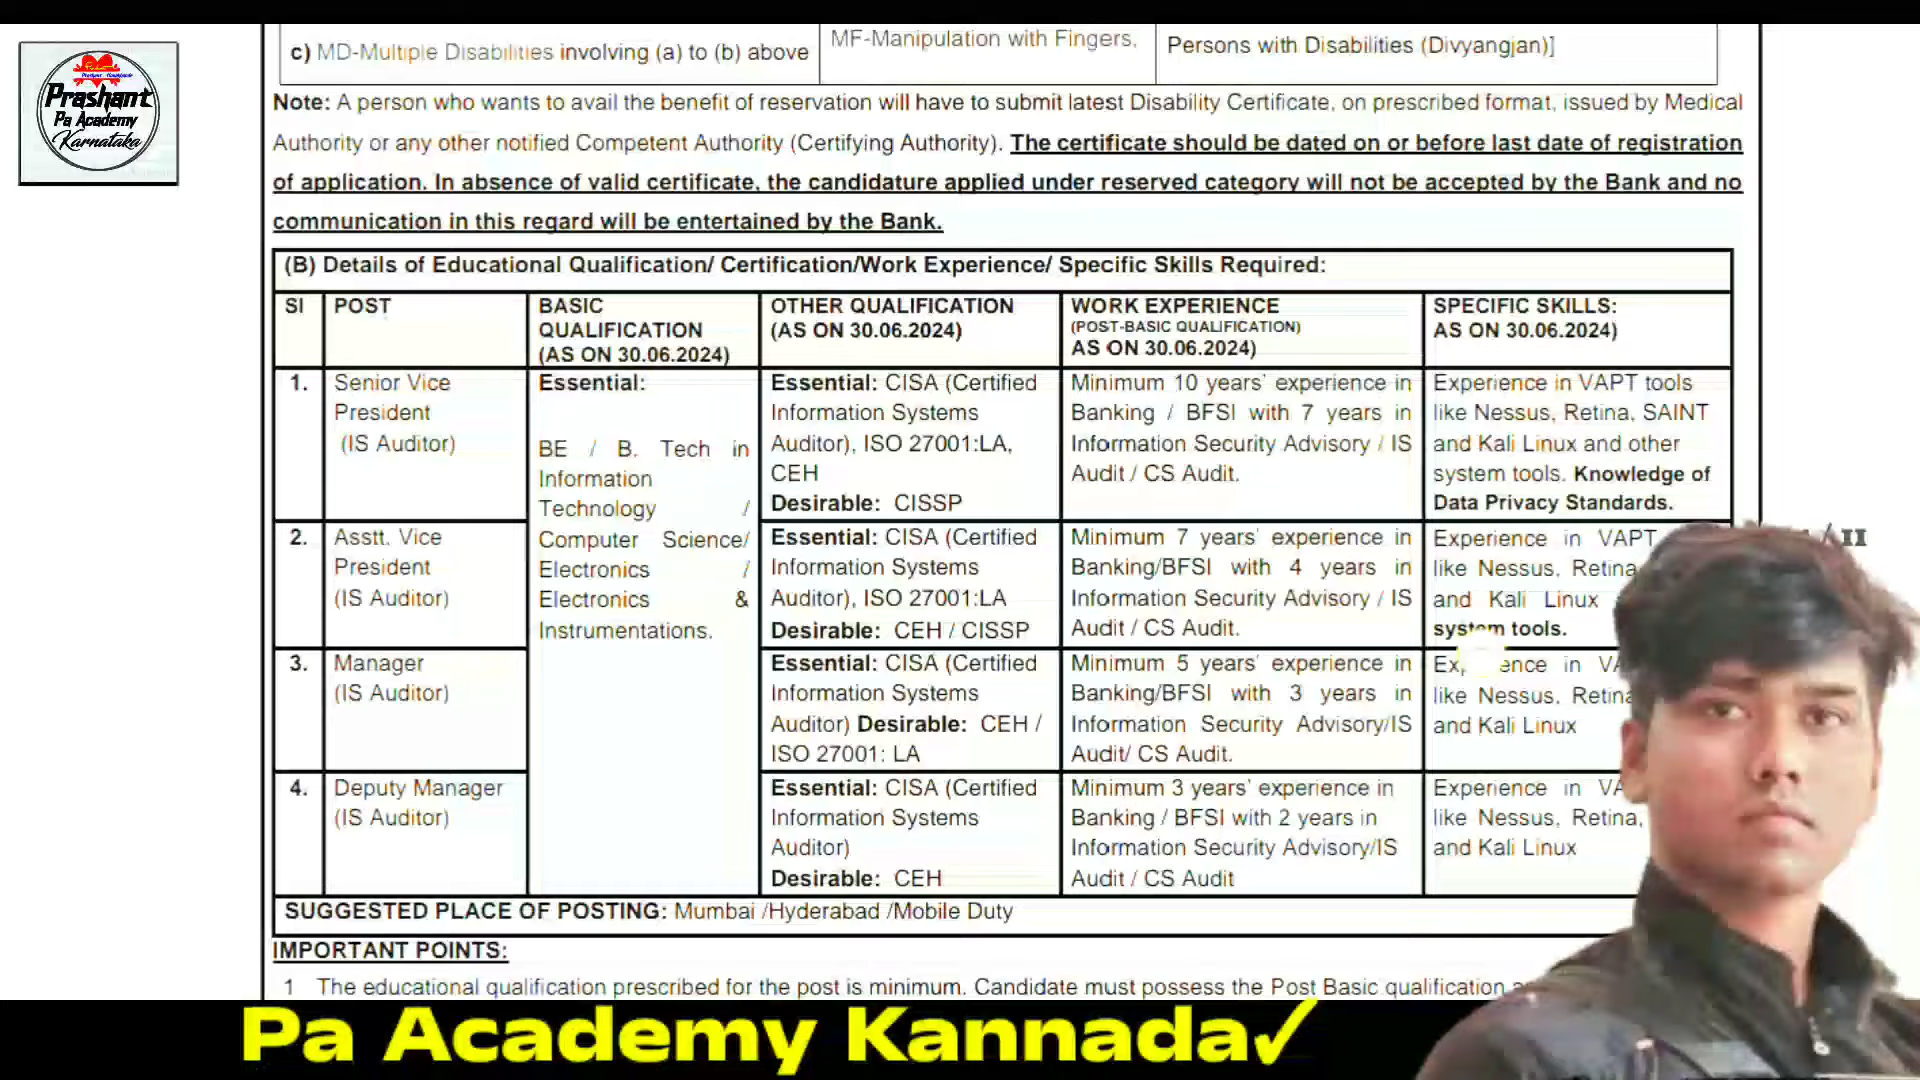 Prashant
Pa Academy
Karnataka
c) MD-Multiple Disabilities involving (a) to (b) above
MF-Manipulation with Fingers,
Persons with Disabilities (Divyangjan)]
Note: A person who wants to avail the benefit of reservation will have to submit latest Disability Certificate, on prescribed format, issued by Medical
Authority or any other notified Competent Authority (Certifying Authority). The certificate should be dated on or before last date of registration
of application. In absence of valid certificate, the candidature applied under reserved category will not be accepted by the Bank and no
communication in this regard will be entertained by the Bank.
(B) Details of Educational Qualification/ Certification/Work Experience/ Specific Skills Required:
SI
POST
BASIC
QUALIFICATION
(AS ON 30.06.2024)
OTHER QUALIFICATION
(AS ON 30.06.2024)
WORK EXPERIENCE
(POST-BASIC QUALIFICATION)
AS ON 30.06.2024)
SPECIFIC SKILLS:
AS ON 30.06.2024)
1.
Senior Vice
President
(IS Auditor)
Essential:
BE / B. Tech in
Information
Technology /
Computer Science/
Electronics /
Electronics &
Instrumentations.
Essential: CISA (Certified
Information Systems
Auditor), ISO 27001:LA,
CEH
Desirable: CISSP
Minimum 10 years' experience in
Banking / BFSI with 7 years in
Information Security Advisory / IS
Audit / CS Audit.
Experience in VAPT tools
like Nessus, Retina, SAINT
and Kali Linux and other
system tools. Knowledge of
Data Privacy Standards.
2.
Asstt. Vice
President
(IS Auditor)
Essential: CISA (Certified
Information Systems
Auditor), ISO 27001:LA
Desirable: CEH / CISSP
Minimum 7 years' experience in
Banking/BFSI with 4 years in
Information Security Advisory / IS
Audit / CS Audit.
Experience in VAPT
like Nessus, Retina
and Kali Linux
system tools.
/ II
3.
Manager
(IS Auditor)
Essential: CISA (Certified
Information Systems
Auditor) Desirable: CEH /
ISO 27001: LA
Minimum 5 years' experience in
Banking/BFSI with 3 years in
Information Security Advisory/IS
Audit/ CS Audit.
in
like Nessus, Retina
and Kali Linux
4.
Deputy Manager
(IS Auditor)
Essential: CISA (Certified
Information Systems
Auditor)
Desirable: CEH
Minimum 3 years' experience in
Banking / BFSI with 2 years in
Information Security Advisory/IS
Audit / CS Audit
Experience in
like Nessus, Retina,
and Kali Linux
SUGGESTED PLACE OF POSTING: Mumbai /Hyderabad /Mobile Duty
IMPORTANT POINTS:
1 The educational qualification prescribed for the post is minimum. Candidate must possess the Post Basic qualification
Pa Academy Kannada✓